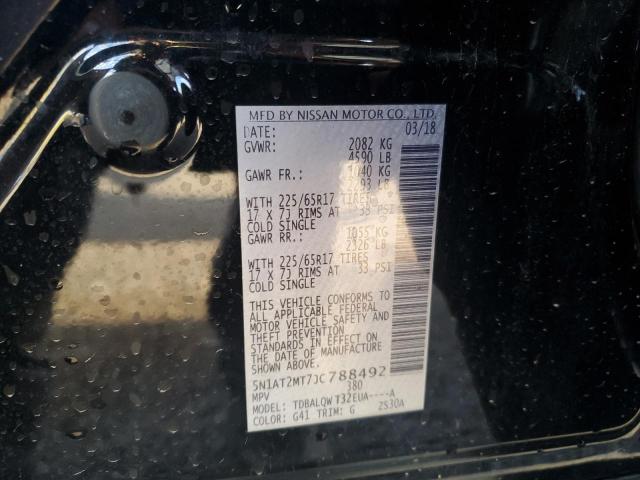 MFD BY NISSAN MOTOR CO., LTD.
DATE: 03/18
GVWR: 2082 KG
4590 LB
GAWR FR.: 1040 KG
2293 LB
WITH 225/65R17 TIRES
17 X 7J RIMS AT 33 PSI
COLD SINGLE
GAWR RR.: 1055 KG
2326 LB
WITH 225/65R17 TIRES
17 X 7J RIMS AT 33 PSI
COLD SINGLE
THIS VEHICLE CONFORMS TO
ALL APPLICABLE FEDERAL
MOTOR VEHICLE SAFETY AND
THEFT PREVENTION
STANDARDS IN EFFECT ON
THE DATE OF MANUFACTURE
SHOWN ABOVE.
5N1AT2MT7JC788492
MPV 380
MODEL: TDBALQW T32EUA----A
COLOR: G41 TRIM: G 2S30A